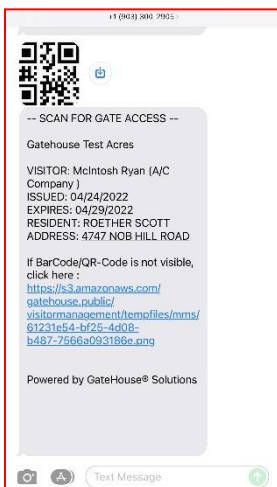 +1 (903) 300-2905
-- SCAN FOR GATE ACCESS --
Gatehouse Test Acres
VISITOR: McIntosh Ryan (A/C
Company )
ISSUED: 04/24/2022
EXPIRES: 04/29/2022
RESIDENT: ROETHER SCOTT
ADDRESS: 4747 NOB HILL ROAD
If BarCode/QR-Code is not visible,
click here :
https://s3.amazonaws.com/
gatehouse.public/
visitormanagement/tempfiles/mms/
61231e54-bf25-4d08-
b487-7566a093186e.png
Powered by GateHouse® Solutions
Text Message